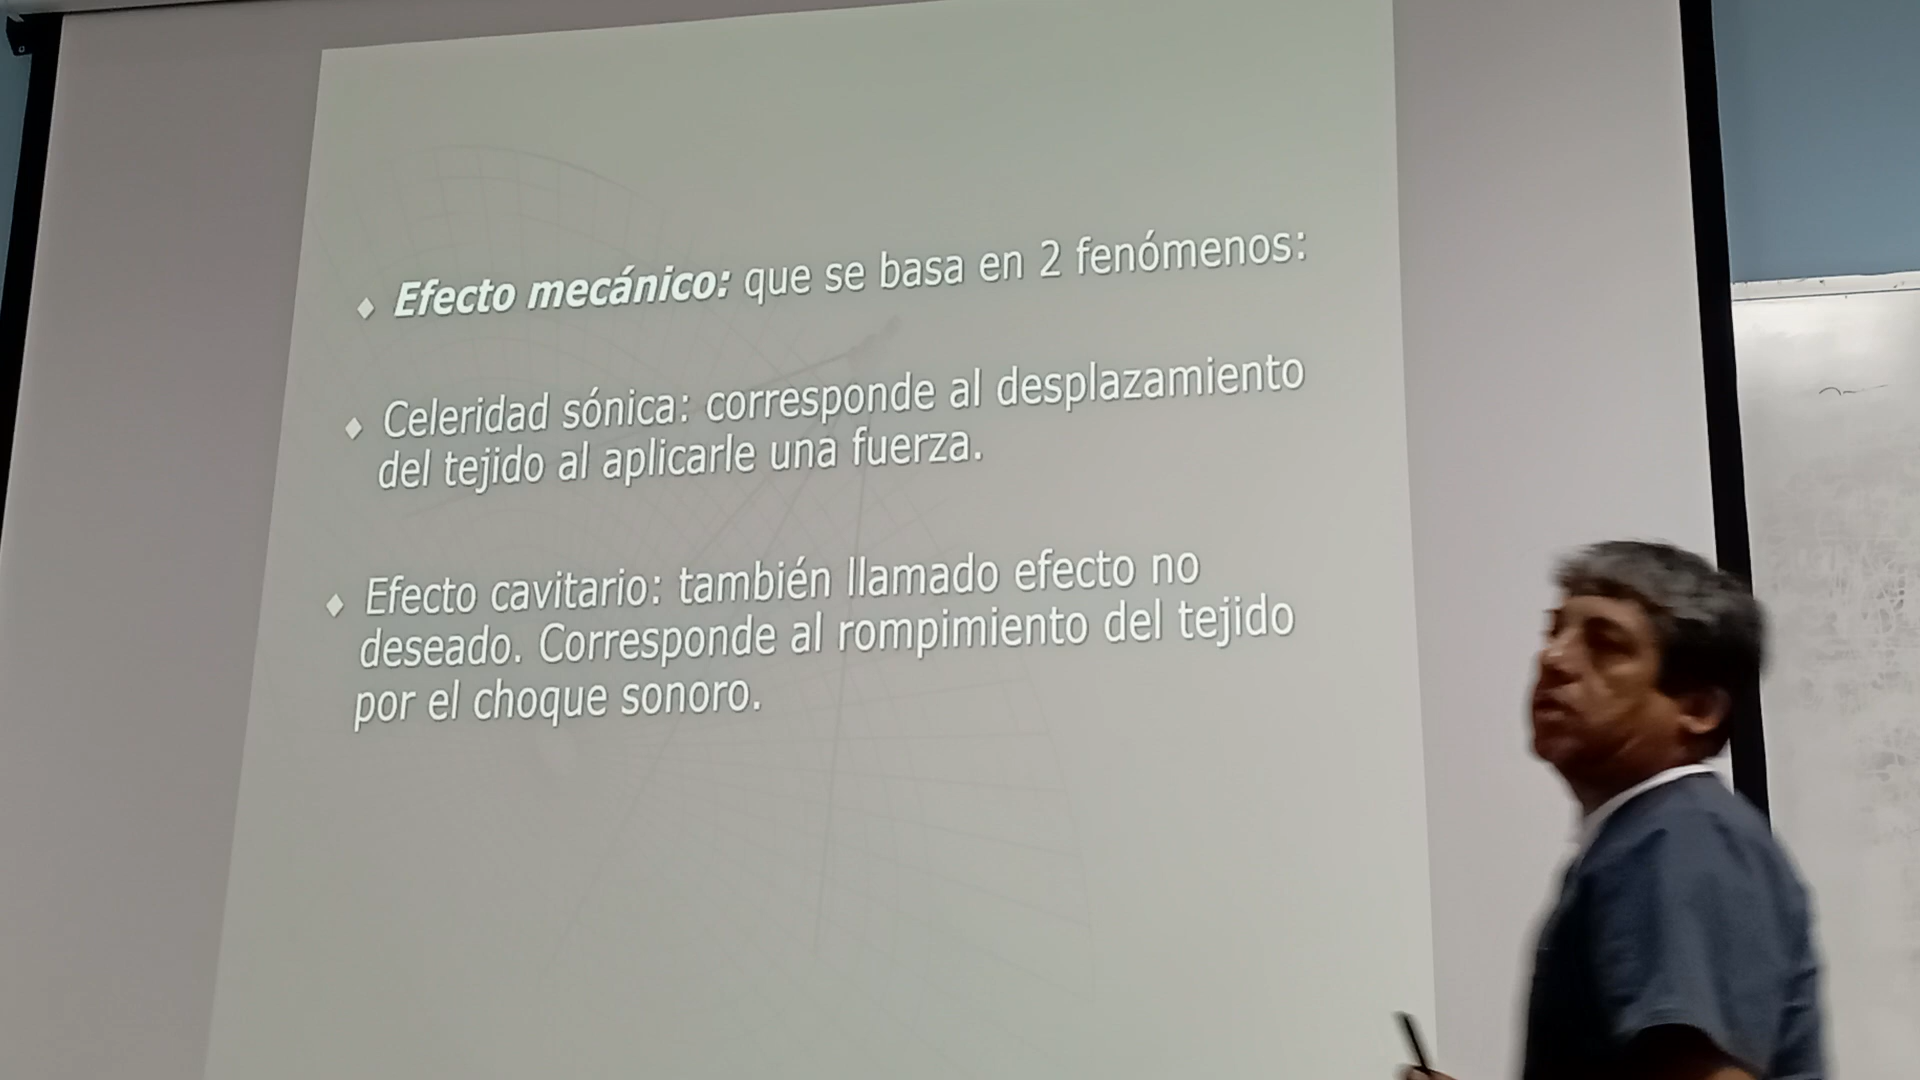 Efecto mecánico: que se basa en 2 fenómenos:
Celeridad sónica: corresponde al desplazamiento
del tejido al aplicarle una fuerza.
Efecto cavitario: también llamado efecto no
deseado. Corresponde al rompimiento del tejido
por el choque sonoro.